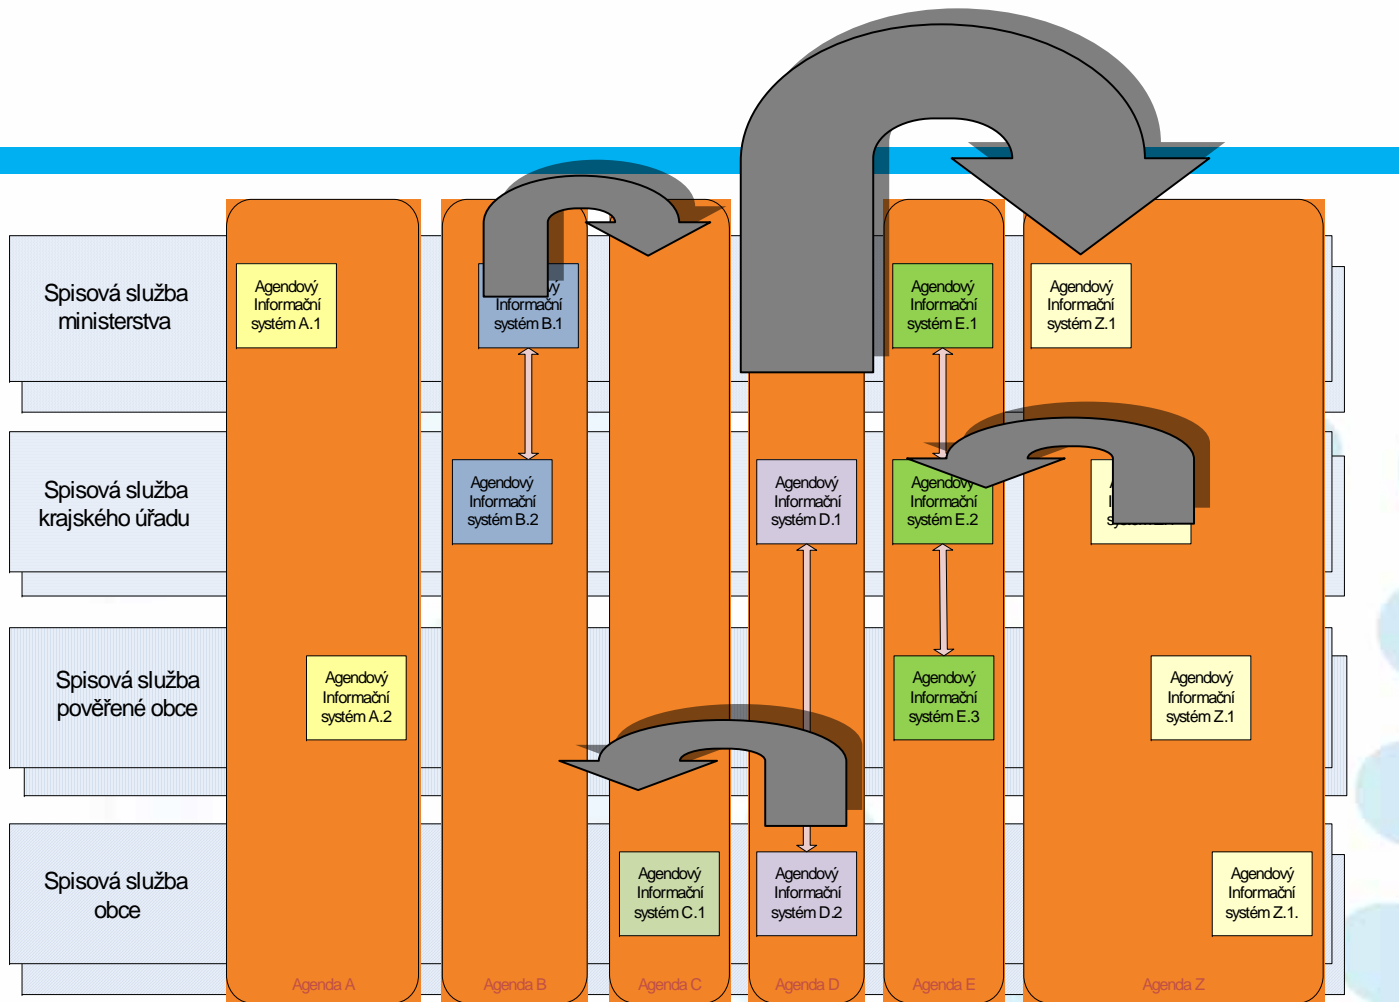 Spisová služba
ministerstva
Agendový
Informační
systém A.1
Informační
systém B.1
Agendový
Informační
systém E.1
Agendový
Informační
systém Z.1
Spisová služba
krajského úřadu
Agendový
Informační
systém B.2
Agendový
Informační
systém D.1
Agendový
Informační
systém E.2
Spisová služba
pověřené obce
Agendový
Informační
systém A.2
Agendový
Informační
systém E.3
Agendový
Informační
systém Z.1
Spisová služba
obce
Agendový
Informační
systém C.1
Agendový
Informační
systém D.2
Agendový
Informační
systém Z.1.
Agenda A
Agenda B
Agenda C
Agenda D
Agenda E
Agenda Z